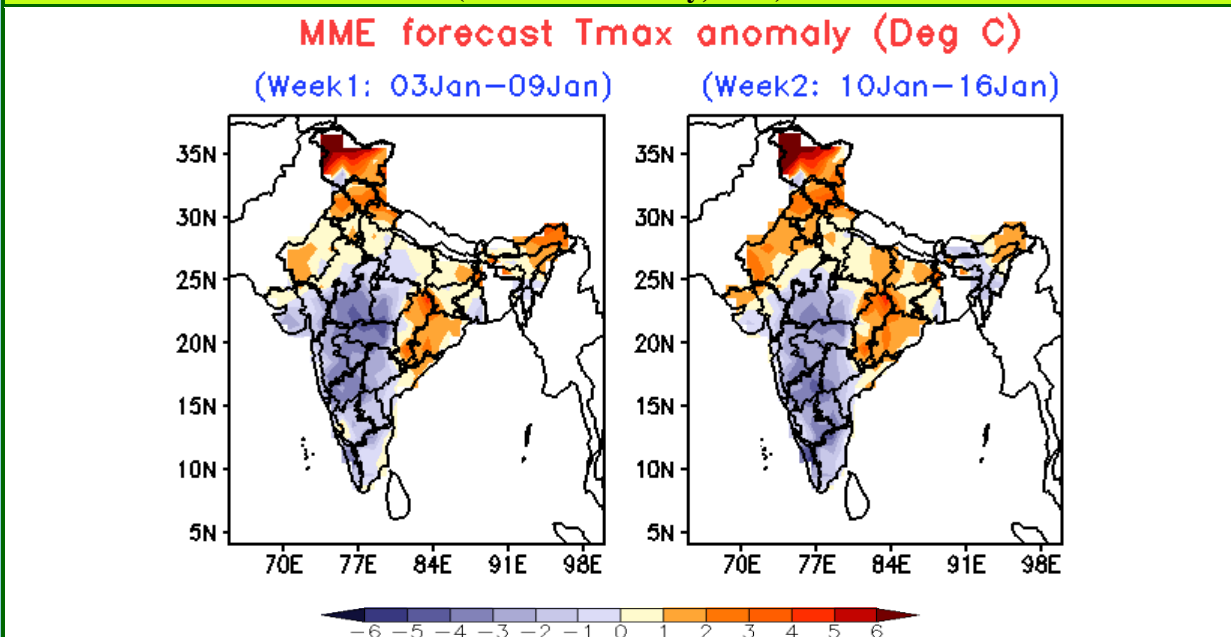 MME forecast Tmax anomaly (Deg C)
(Week1: 03Jan−09Jan)
(Week2: 10Jan−16Jan)
35N
30N
25N
20N
15N
10N
5N
70E 77E 84E 91E 98E
35N
30N
25N
20N
15N
10N
5N
70E 77E 84E 91E 98E
−6 −5 −4 −3 −2 −1 0 1 2 3 4 5 6